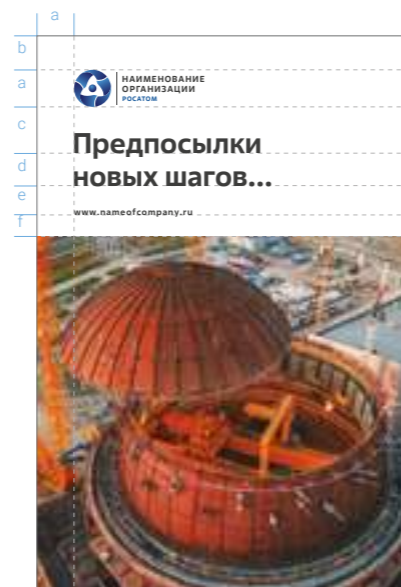 a
b
a
НАИМЕНОВАНИЕ
ОРГАНИЗАЦИИ
РОСАТОМ
c
Предпосылки
d
новых шагов...
e
www.nameofcompany.ru
f